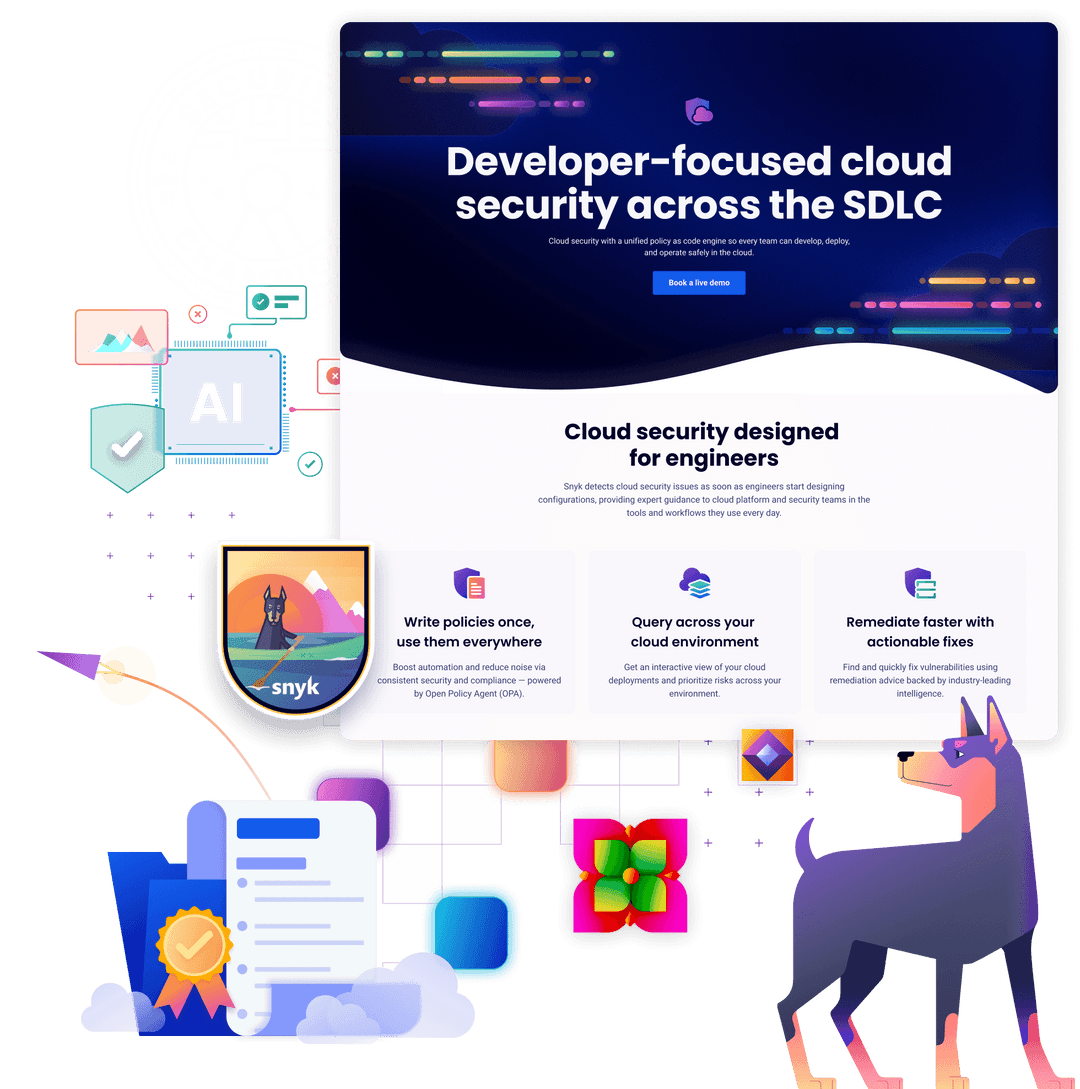 Developer-focused cloud
security across the SDLC
Cloud security with a unified policy as code engine so every team can develop, deploy,
and operate safely in the cloud.
Book a live demo
AI
Cloud security designed
for engineers
Snyk detects cloud security issues as soon as engineers start designing
configurations, providing expert guidance to cloud platform and security teams in the
tools and workflows they use every day.
snyk
Write policies once,
use them everywhere
Boost automation and reduce noise via
consistent security and compliance — powered
by Open Policy Agent (OPA).
Query across your
cloud environment
Get an interactive view of your cloud
deployments and prioritize risks across your
environment.
Remediate faster with
actionable fixes
Find and quickly fix vulnerabilities using
remediation advice backed by industry-leading
intelligence.